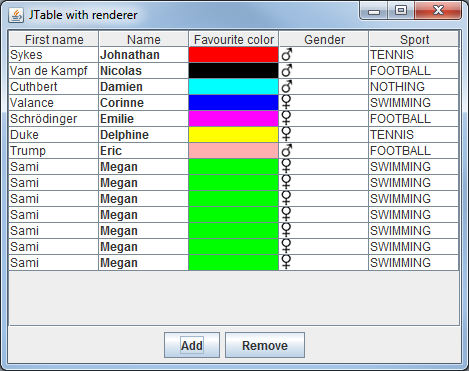 JTable with renderer
First name Name Favourite color Gender Sport
Sykes Johnathan ♂ TENNIS
Van de Kampf Nicolas ♂ FOOTBALL
Cuthbert Damien ♂ NOTHING
Valance Corinne ♀ SWIMMING
Schrödinger Emilie ♀ FOOTBALL
Duke Delphine ♀ TENNIS
Trump Eric ♂ FOOTBALL
Sami Megan ♀ SWIMMING
Sami Megan ♀ SWIMMING
Sami Megan ♀ SWIMMING
Sami Megan ♀ SWIMMING
Sami Megan ♀ SWIMMING
Sami Megan ♀ SWIMMING
Sami Megan ♀ SWIMMING
Add Remove